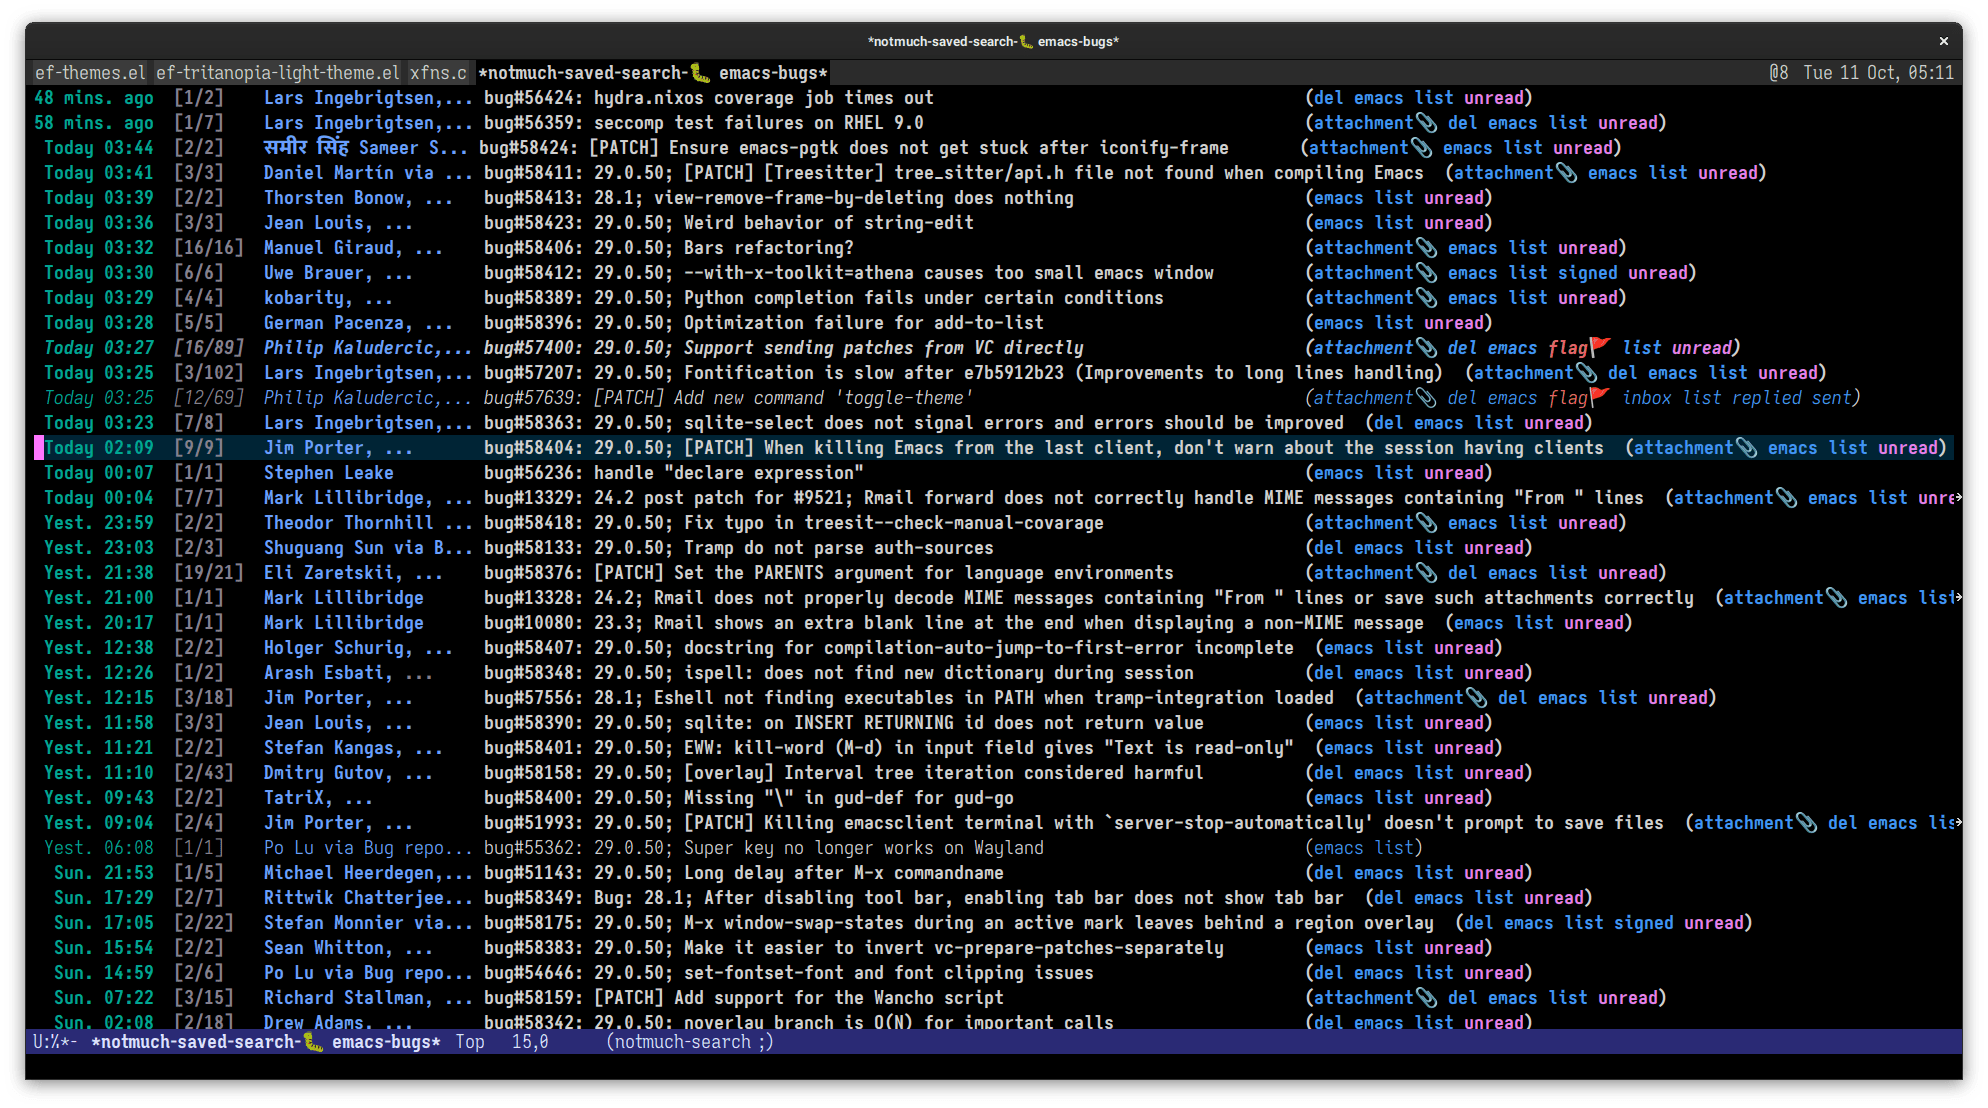 *notmuch-saved-search-🐛 emacs-bugs* ×
ef-themes.el ef-tritanopia-light-theme.el xfns.c *notmuch-saved-search-🐛 emacs-bugs* @8 Tue 11 Oct, 05:11
48 mins. ago [1/2] Lars Ingebrigtsen,... bug#56424: hydra.nixos coverage job times out (del emacs list unread)
58 mins. ago [1/7] Lars Ingebrigtsen,... bug#56359: seccomp test failures on RHEL 9.0 (attachment📎 del emacs list unread)
Today 03:44 [2/2] समीर सिंह Sameer S... bug#58424: [PATCH] Ensure emacs-pgtk does not get stuck after iconify-frame (attachment📎 emacs list unread)
Today 03:41 [3/3] Daniel Martín via ... bug#58411: 29.0.50; [PATCH] [Treesitter] tree_sitter/api.h file not found when compiling Emacs (attachment📎 emacs list unread)
Today 03:39 [2/2] Thorsten Bonow, ... bug#58413: 28.1; view-remove-frame-by-deleting does nothing (emacs list unread)
Today 03:36 [3/3] Jean Louis, ... bug#58423: 29.0.50; Weird behavior of string-edit (emacs list unread)
Today 03:32 [16/16] Manuel Giraud, ... bug#58406: 29.0.50; Bars refactoring? (attachment📎 emacs list unread)
Today 03:30 [6/6] Uwe Brauer, ... bug#58412: 29.0.50; --with-x-toolkit=athena causes too small emacs window (attachment📎 emacs list signed unread)
Today 03:29 [4/4] kobarity, ... bug#58389: 29.0.50; Python completion fails under certain conditions (attachment📎 emacs list unread)
Today 03:28 [5/5] German Pacenza, ... bug#58396: 29.0.50; Optimization failure for add-to-list (emacs list unread)
Today 03:27 [16/89] Philip Kaludercic,... bug#57400: 29.0.50; Support sending patches from VC directly (attachment📎 del emacs flag🚩 list unread)
Today 03:25 [3/102] Lars Ingebrigtsen,... bug#57207: 29.0.50; Fontification is slow after e7b5912b23 (Improvements to long lines handling) (attachment📎 del emacs list unread)
Today 03:25 [12/69] Philip Kaludercic,... bug#57639: [PATCH] Add new command 'toggle-theme' (attachment📎 del emacs flag🚩 inbox list replied sent)
Today 03:23 [7/8] Lars Ingebrigtsen,... bug#58363: 29.0.50; sqlite-select does not signal errors and errors should be improved (del emacs list unread)
Today 02:09 [9/9] Jim Porter, ... bug#58404: 29.0.50; [PATCH] When killing Emacs from the last client, don't warn about the session having clients (attachment📎 emacs list unread)
Today 00:07 [1/1] Stephen Leake bug#56236: handle "declare expression" (emacs list unread)
Today 00:04 [7/7] Mark Lillibridge, ... bug#13329: 24.2 post patch for #9521; Rmail forward does not correctly handle MIME messages containing "From " lines (attachment📎 emacs list unre
Yest. 23:59 [2/2] Theodor Thornhill ... bug#58418: 29.0.50; Fix typo in treesit--check-manual-covarage (attachment📎 emacs list unread)
Yest. 23:03 [2/3] Shuguang Sun via B... bug#58133: 29.0.50; Tramp do not parse auth-sources (del emacs list unread)
Yest. 21:38 [19/21] Eli Zaretskii, ... bug#58376: [PATCH] Set the PARENTS argument for language environments (attachment📎 del emacs list unread)
Yest. 21:00 [1/1] Mark Lillibridge bug#13328: 24.2; Rmail does not properly decode MIME messages containing "From " lines or save such attachments correctly (attachment📎 emacs list
Yest. 20:17 [1/1] Mark Lillibridge bug#10080: 23.3; Rmail shows an extra blank line at the end when displaying a non-MIME message (emacs list unread)
Yest. 12:38 [2/2] Holger Schurig, ... bug#58407: 29.0.50; docstring for compilation-auto-jump-to-first-error incomplete (emacs list unread)
Yest. 12:26 [1/2] Arash Esbati, ... bug#58348: 29.0.50; ispell: does not find new dictionary during session (del emacs list unread)
Yest. 12:15 [3/18] Jim Porter, ... bug#57556: 28.1; Eshell not finding executables in PATH when tramp-integration loaded (attachment📎 del emacs list unread)
Yest. 11:58 [3/3] Jean Louis, ... bug#58390: 29.0.50; sqlite: on INSERT RETURNING id does not return value (emacs list unread)
Yest. 11:21 [2/2] Stefan Kangas, ... bug#58401: 29.0.50; EWW: kill-word (M-d) in input field gives "Text is read-only" (emacs list unread)
Yest. 11:10 [2/43] Dmitry Gutov, ... bug#58158: 29.0.50; [overlay] Interval tree iteration considered harmful (del emacs list unread)
Yest. 09:43 [2/2] TatriX, ... bug#58400: 29.0.50; Missing "\" in gud-def for gud-go (emacs list unread)
Yest. 09:04 [2/4] Jim Porter, ... bug#51993: 29.0.50; [PATCH] Killing emacsclient terminal with `server-stop-automatically' doesn't prompt to save files (attachment📎 del emacs lis
Yest. 06:08 [1/1] Po Lu via Bug repo... bug#55362: 29.0.50; Super key no longer works on Wayland (emacs list)
Sun. 21:53 [1/5] Michael Heerdegen,... bug#51143: 29.0.50; Long delay after M-x commandname (del emacs list unread)
Sun. 17:29 [2/7] Rittwik Chatterjee... bug#58349: Bug: 28.1; After disabling tool bar, enabling tab bar does not show tab bar (del emacs list unread)
Sun. 17:05 [2/22] Stefan Monnier via... bug#58175: 29.0.50; M-x window-swap-states during an active mark leaves behind a region overlay (del emacs list signed unread)
Sun. 15:54 [2/2] Sean Whitton, ... bug#58383: 29.0.50; Make it easier to invert vc-prepare-patches-separately (emacs list unread)
Sun. 14:59 [2/6] Po Lu via Bug repo... bug#54646: 29.0.50; set-fontset-font and font clipping issues (del emacs list unread)
Sun. 07:22 [3/15] Richard Stallman, ... bug#58159: [PATCH] Add support for the Wancho script (attachment📎 del emacs list unread)
Sun. 02:08 [2/18] Drew Adams, ... bug#58342: 29.0.50; noverlay branch is O(N) for important calls (del emacs list unread)
U:%*- *notmuch-saved-search-🐛 emacs-bugs* Top 15,0 (notmuch-search ;)